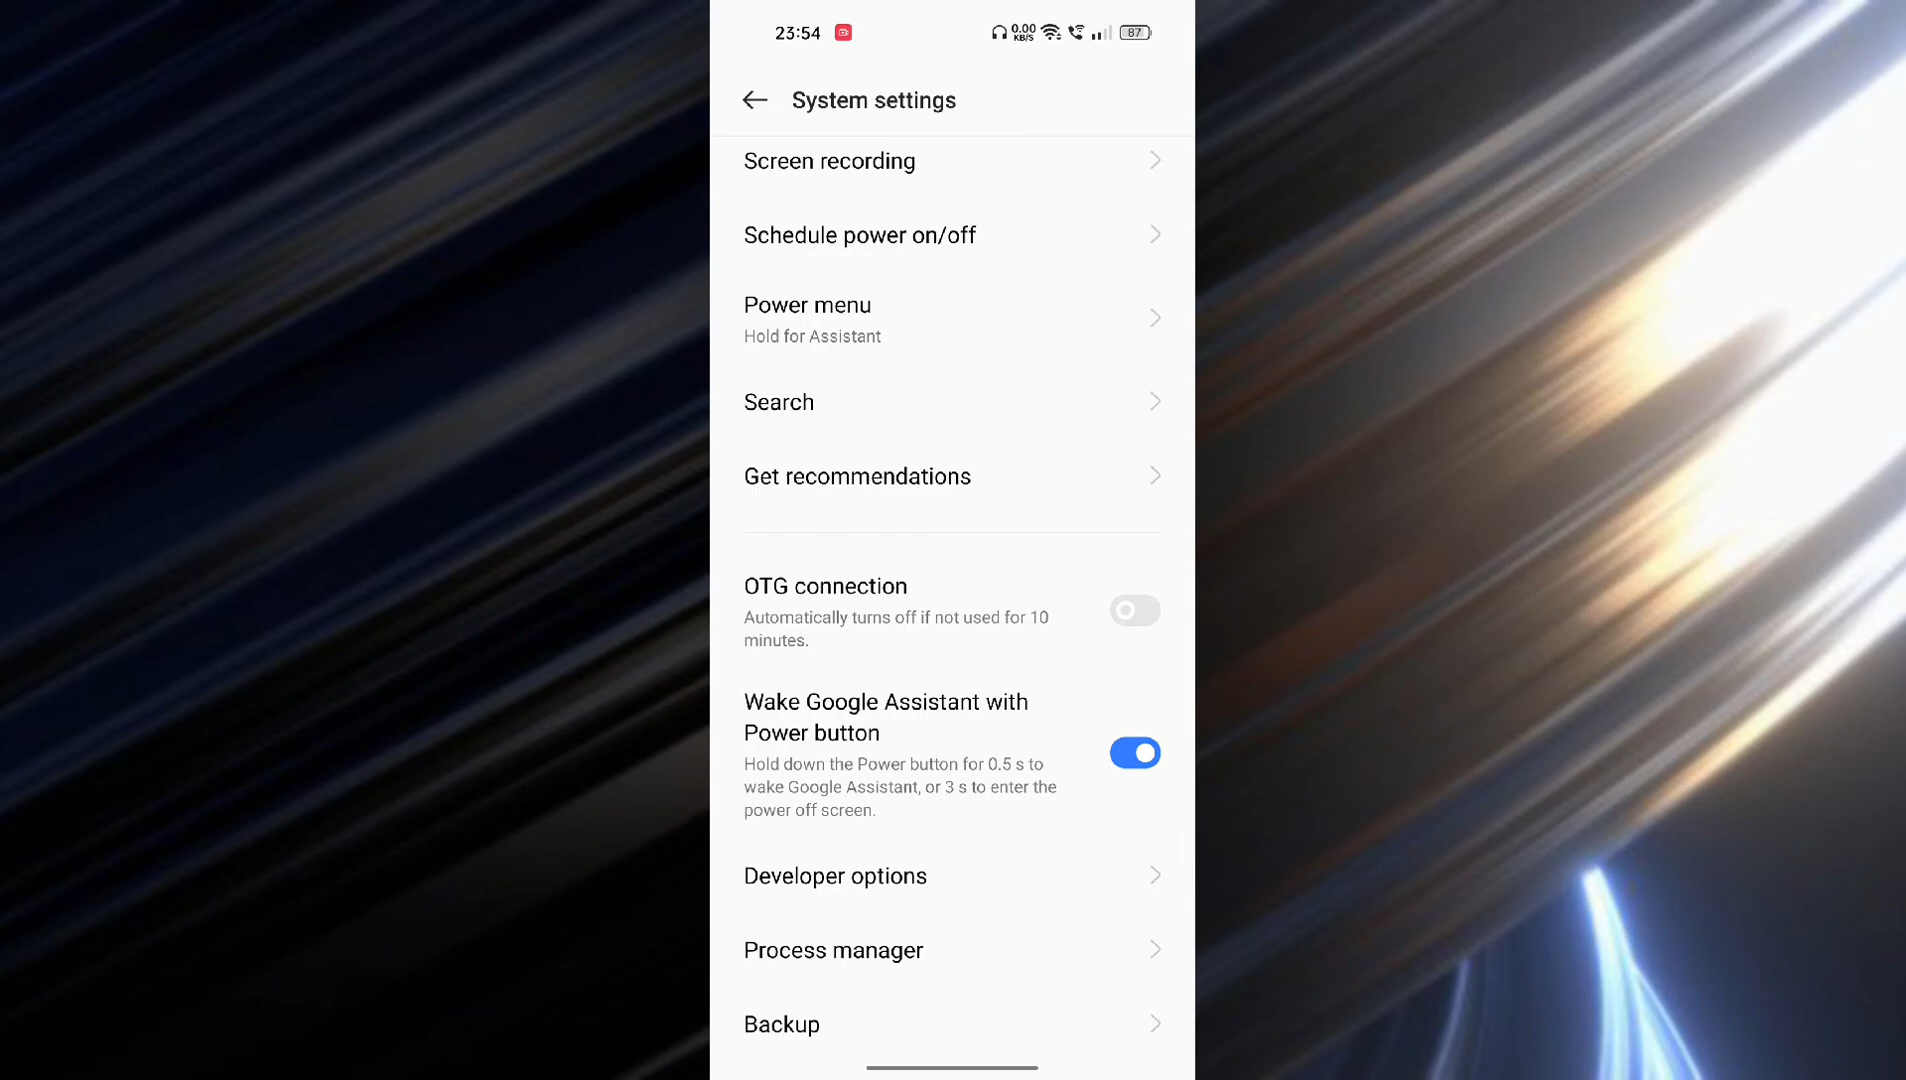 23:54
0.00
KB/S
87
System settings
Screen recording
Schedule power on/off
Power menu
Hold for Assistant
Search
Get recommendations
OTG connection
Automatically turns off if not used for 10
minutes.
Wake Google Assistant with
Power button
Hold down the Power button for 0.5 s to
wake Google Assistant, or 3 s to enter the
power off screen.
Developer options
Process manager
Backup